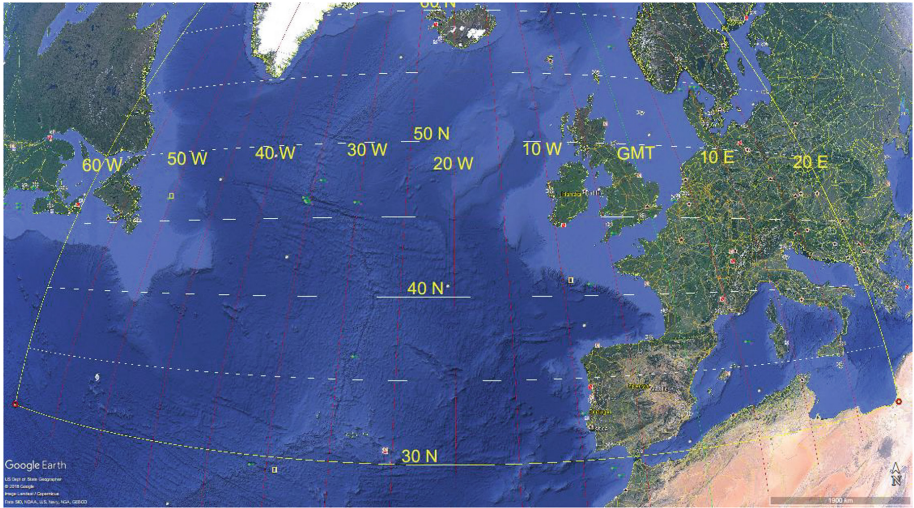 60 N
50 N
60 W
50 W
40 W
30 W
20 W
10 W
GMT
10 E
20 E
40 N
30 N
Google Earth
US Dept of State Geographer
© 2018 Google
Image Landsat / Copernicus
Data SIO, NOAA, U.S. Navy, NGA, GEBCO
N
1900 km